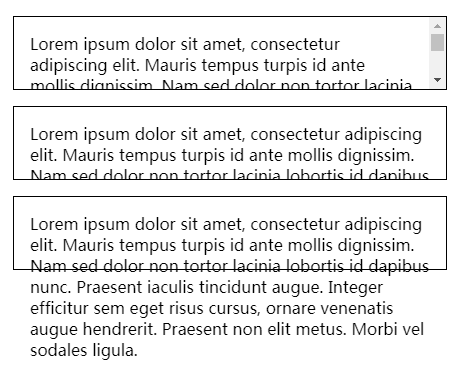 Lorem ipsum dolor sit amet, consectetur
adipiscing elit. Mauris tempus turpis id ante
mollis dignissim. Nam sed dolor non tortor lacinia
Lorem ipsum dolor sit amet, consectetur adipiscing
elit. Mauris tempus turpis id ante mollis dignissim.
Nam sed dolor non tortor lacinia lobortis id dapibus
Lorem ipsum dolor sit amet, consectetur adipiscing
elit. Mauris tempus turpis id ante mollis dignissim.
Nam sed dolor non tortor lacinia lobortis id dapibus
nunc. Praesent iaculis tincidunt augue. Integer
efficitur sem eget risus cursus, ornare venenatis
augue hendrerit. Praesent non elit metus. Morbi vel
sodales ligula.